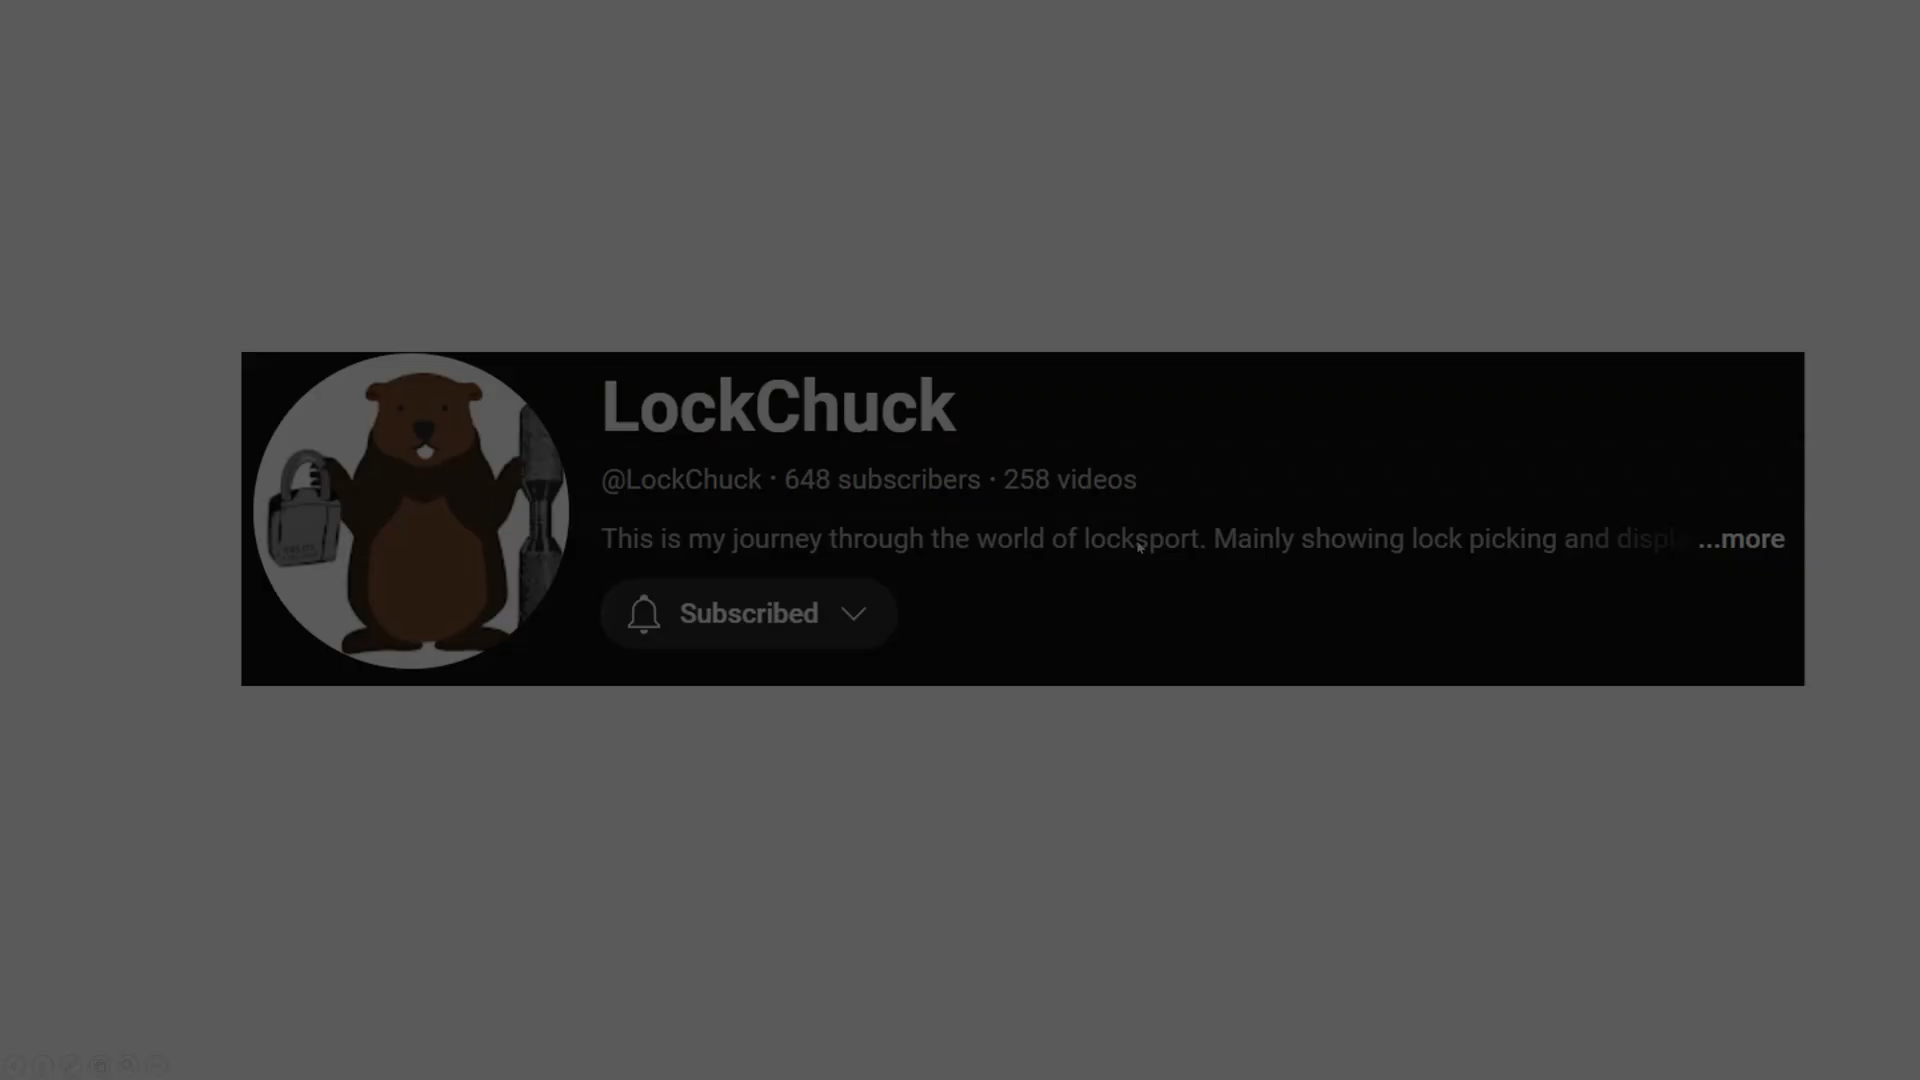 LockChuck
@LockChuck · 648 subscribers · 258 videos
This is my journey through the world of locksport. Mainly showing lock picking and displ ...more
Subscribed